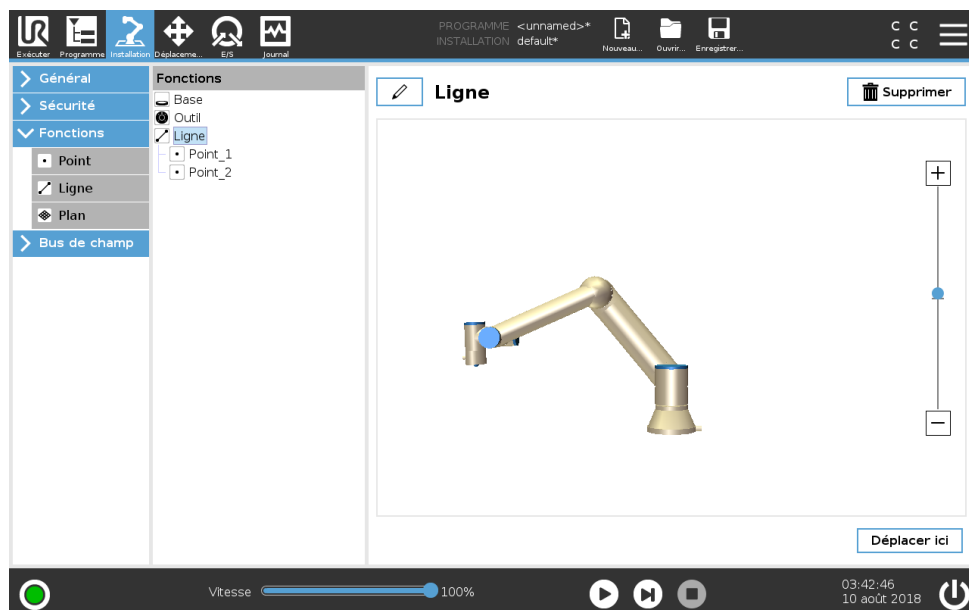 UR
PROGRAMME <unnamed>*
INSTALLATION default*
Exécuter Programme Installation Déplaceme... E/S Journal
Nouveau... Ouvrir... Enregistrer...
C C
C C
Général
Sécurité
Fonctions
Point
Ligne
Plan
Bus de champ
Fonctions
Base
Outil
Ligne
Point_1
Point_2
Ligne
Supprimer
Déplacer ici
Vitesse 100%
03:42:46
10 août 2018